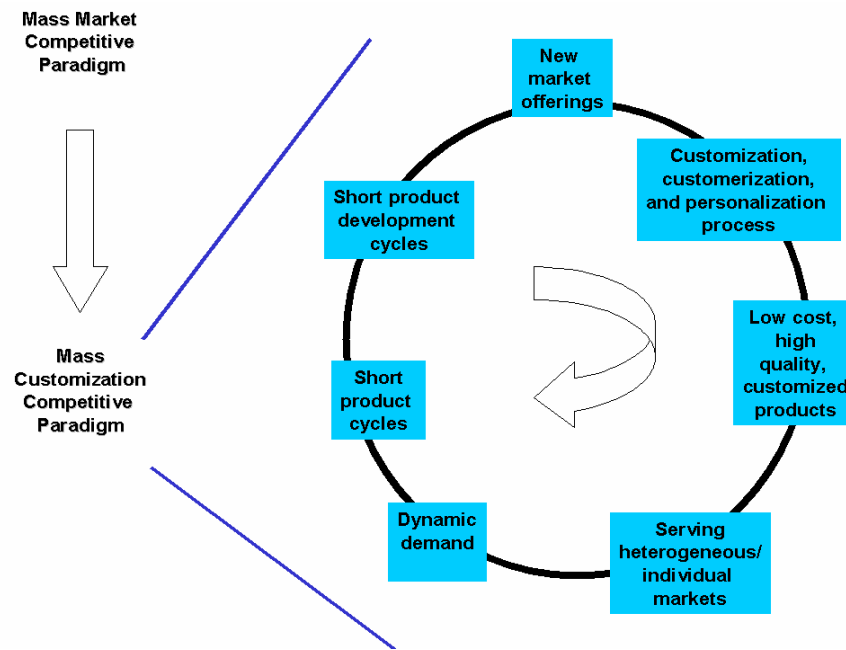 Mass Market
Competitive
Paradigm
Mass
Customization
Competitive
Paradigm
New
market
offerings
Customization,
customerization,
and personalization
process
Low cost,
high
quality,
customized
products
Serving
heterogeneous/
individual
markets
Dynamic
demand
Short
product
cycles
Short product
development
cycles